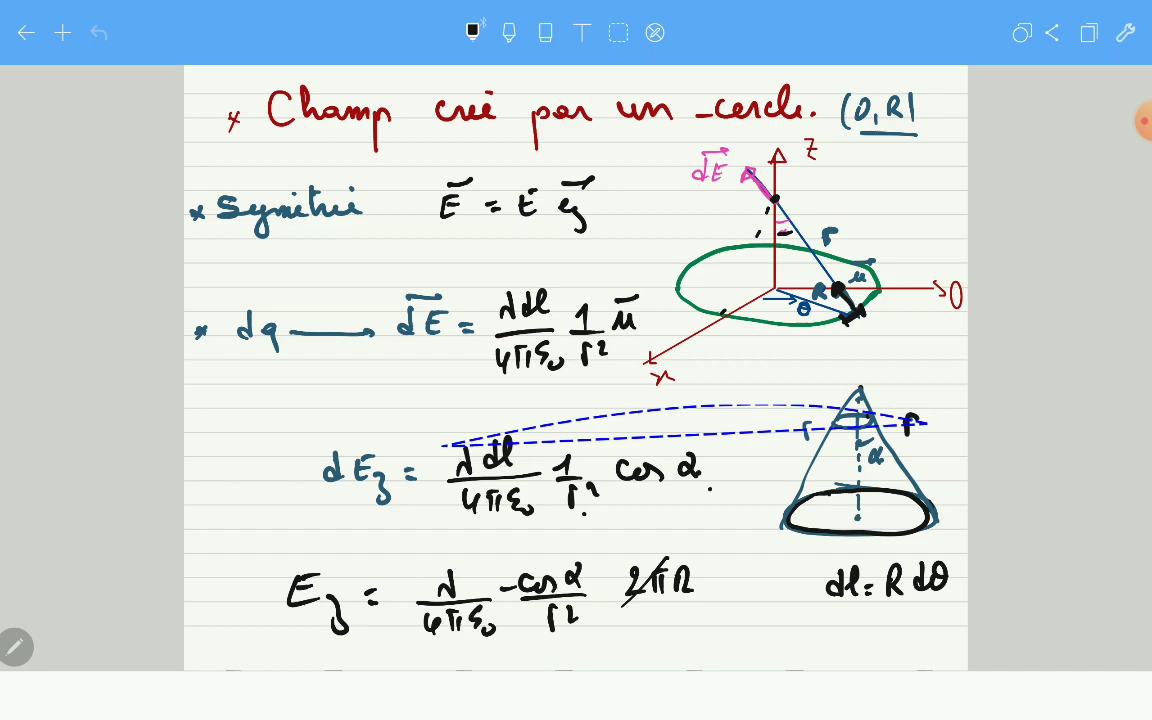 * Champ créé par un cercle. (O,R)
z
dE
* Symétrie E = E ez
r
u
R
θ
* dq → dE = λdl/4πε₀ 1/r² u
x
r
r
dEz = λdl/4πε₀ 1/r² cos α.
α
Ez = λ/4πε₀ cos α/r² 2πR
dl = R dθ